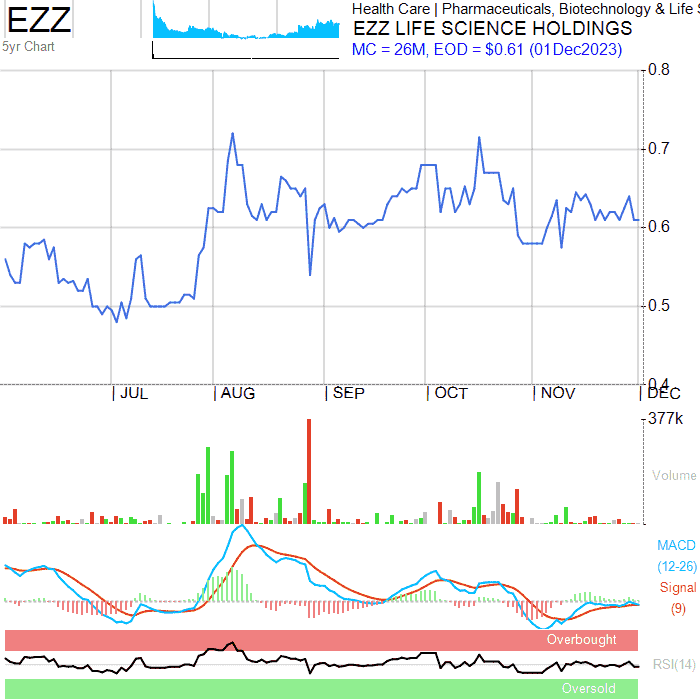 EZZ
5yr Chart
Health Care | Pharmaceuticals, Biotechnology & Life S
EZZ LIFE SCIENCE HOLDINGS
MC = 26M, EOD = $0.61 (01Dec2023)
0.8
0.7
0.6
0.5
0.4
| JUL | AUG | SEP | OCT | NOV | DEC
377k
Volume
MACD
(12-26)
Signal
(9)
Overbought
RSI(14)
Oversold